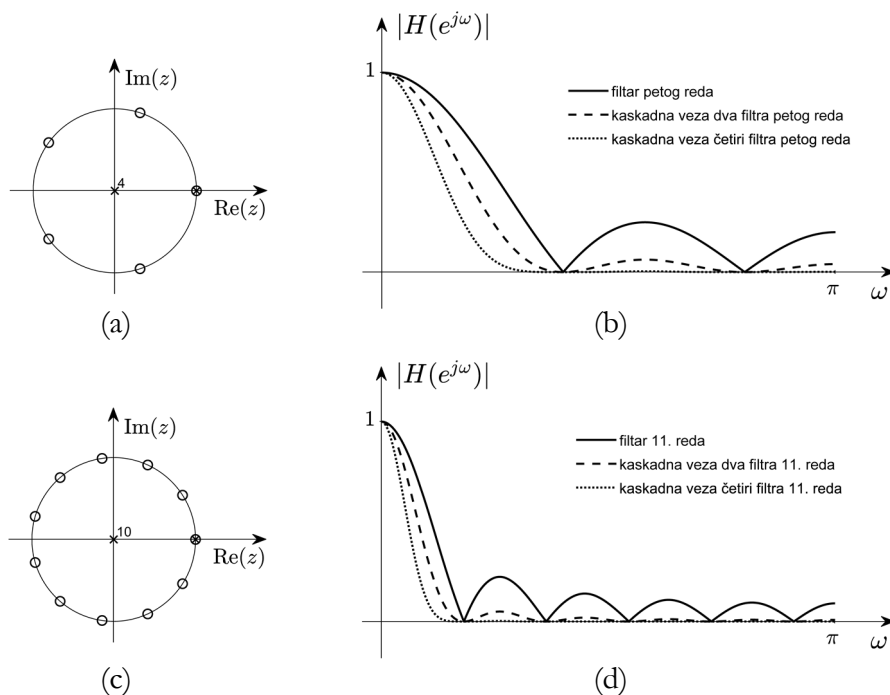 Im(z)
4
Re(z)
(a)
|H(e^{jω})|
1
filtar petog reda
kaskadna veza dva filtra petog reda
kaskadna veza četiri filtra petog reda
π
ω
(b)
Im(z)
10
Re(z)
(c)
|H(e^{jω})|
1
filtar 11. reda
kaskadna veza dva filtra 11. reda
kaskadna veza četiri filtra 11. reda
π
ω
(d)